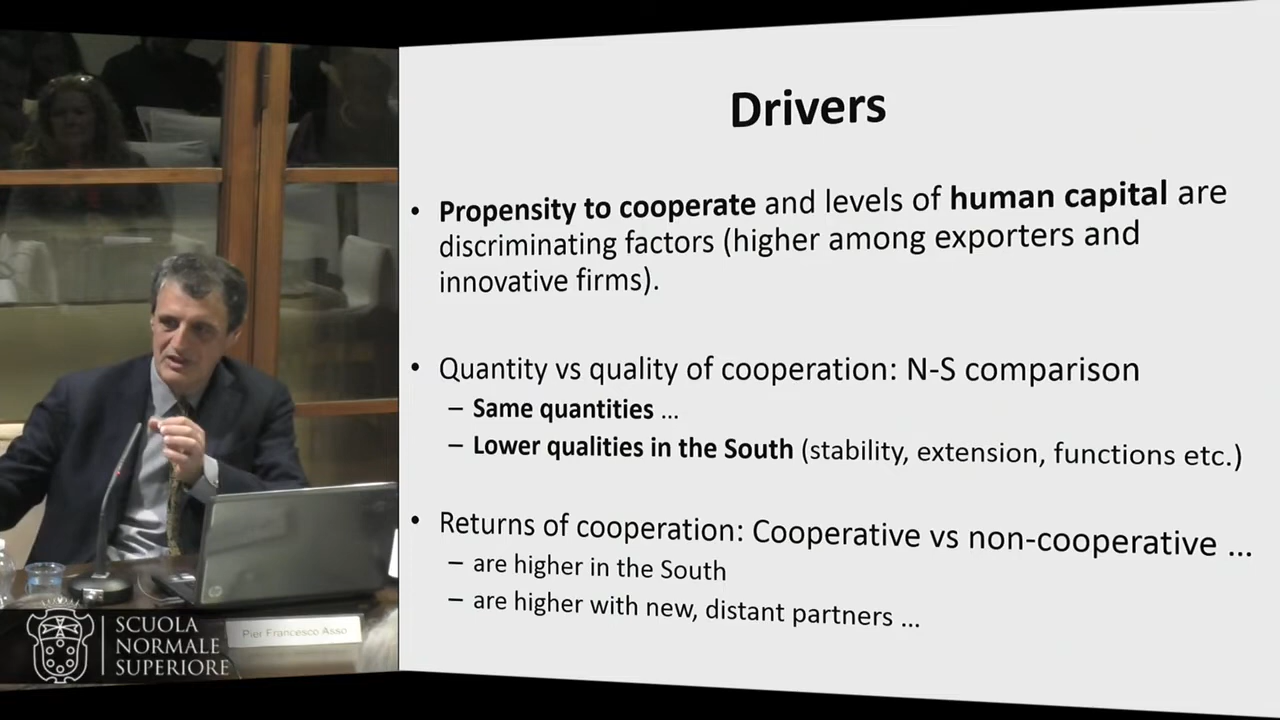 Drivers
• Propensity to cooperate and levels of human capital are
discriminating factors (higher among exporters and
innovative firms).
• Quantity vs quality of cooperation: N-S comparison
– Same quantities ...
– Lower qualities in the South (stability, extension, functions etc.)
• Returns of cooperation: Cooperative vs non-cooperative ...
– are higher in the South
– are higher with new, distant partners ...
Pier Francesco Asso
SCUOLA
NORMALE
SUPERIORE